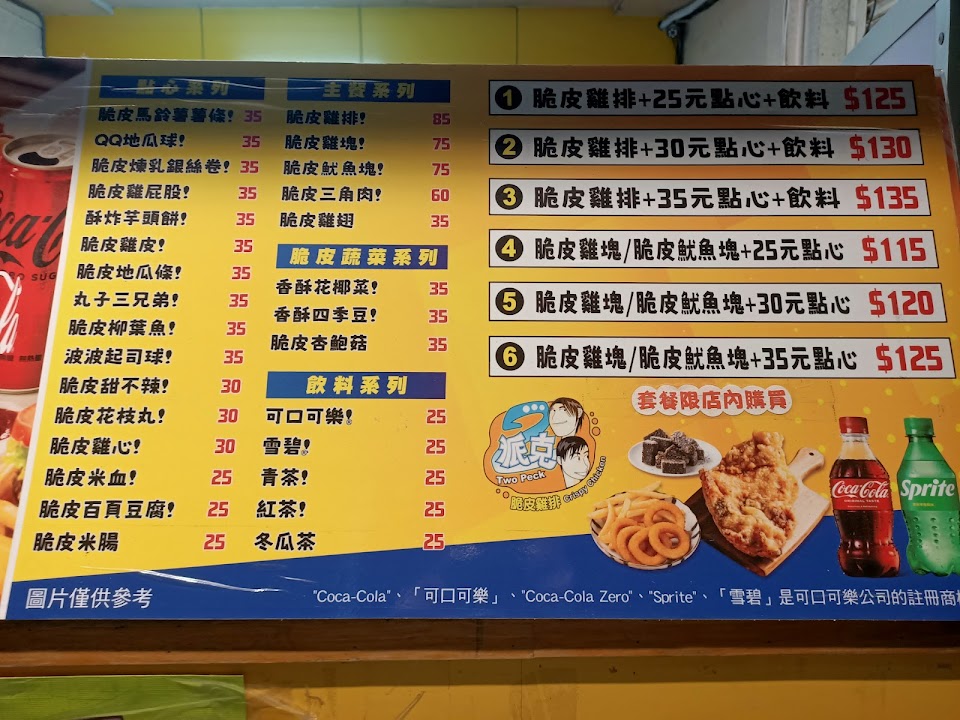 點心系列
脆皮馬鈴薯薯條! 35
QQ地瓜球! 35
脆皮煉乳銀絲卷! 35
脆皮雞屁股! 35
酥炸芋頭餅! 35
脆皮雞皮! 35
脆皮地瓜條! 35
丸子三兄弟! 35
脆皮柳葉魚! 35
波波起司球! 35
脆皮甜不辣! 30
脆皮花枝丸! 30
脆皮雞心! 30
脆皮米血! 25
脆皮百頁豆腐! 25
脆皮米腸 25
主餐系列
脆皮雞排! 85
脆皮雞塊! 75
脆皮魷魚塊! 75
脆皮三角肉! 60
脆皮雞翅 35
脆皮蔬菜系列
香酥花椰菜! 35
香酥四季豆! 35
脆皮杏鮑菇 35
飲料系列
可口可樂! 25
雪碧! 25
青茶! 25
紅茶! 25
冬瓜茶 25
1 脆皮雞排+25元點心+飲料 $125
2 脆皮雞排+30元點心+飲料 $130
3 脆皮雞排+35元點心+飲料 $135
4 脆皮雞塊/脆皮魷魚塊+25元點心 $115
5 脆皮雞塊/脆皮魷魚塊+30元點心 $120
6 脆皮雞塊/脆皮魷魚塊+35元點心 $125
套餐限店內購買
派克
Two Peck
脆皮雞排 Crispy Chicken
Coca-Cola
Sprite
圖片僅供參考
"Coca-Cola"、「可口可樂」、"Coca-Cola Zero"、"Sprite"、「雪碧」是可口可樂公司的註冊商標